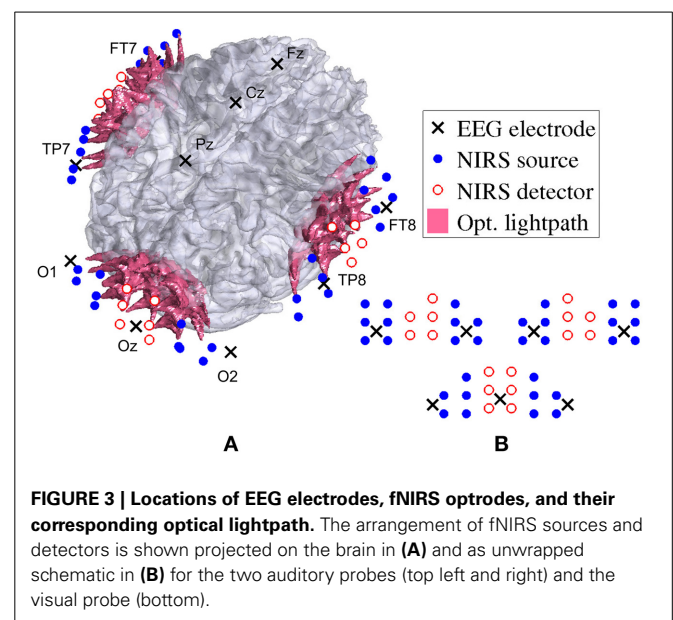 FT7
Fz
Cz
Pz
TP7
FT8
TP8
O1
Oz
O2
EEG electrode
NIRS source
NIRS detector
Opt. lightpath
A
B
FIGURE 3 | Locations of EEG electrodes, fNIRS optrodes, and their
corresponding optical lightpath. The arrangement of fNIRS sources and
detectors is shown projected on the brain in (A) and as unwrapped
schematic in (B) for the two auditory probes (top left and right) and the
visual probe (bottom).